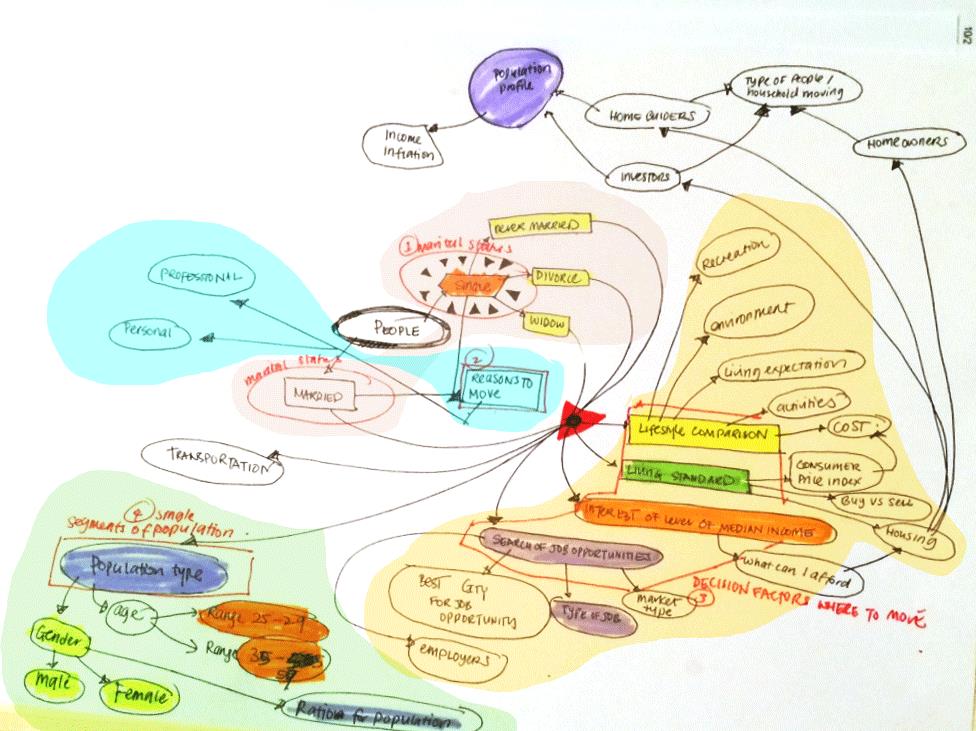 10/2
Population
profile
TYPE OF PEOPLE /
household moving
HOME BUIDERS
Income
Inflation
HOMEOWNERS
INVESTORS
NEVER MARRIED
① marital status
DIVORCE
single
WIDOW
Recreation
PROFESSIONAL
Personal
PEOPLE
environment
②
marital status
REASONS TO
MOVE
MARRIED
Living expectation
activities
COST
LIFESTYLE COMPARISON
TRANSPORTATION
CONSUMER
PRICE INDEX
LIVING STANDARD
BUY VS SELL
④ single
segments of population
INTEREST OF LEVEL OF MEDIAN INCOME
HOUSING
SEARCH OF JOB OPPORTUNITIES
what can I afford
Population type
BEST CITY
FOR JOB
OPPORTUNITY
TYPE OF JOB
market
type
③
DECISION FACTORS WHERE TO MOVE
age
Range 25-29
Gender
Range 35 -
employers
male
Female
for population